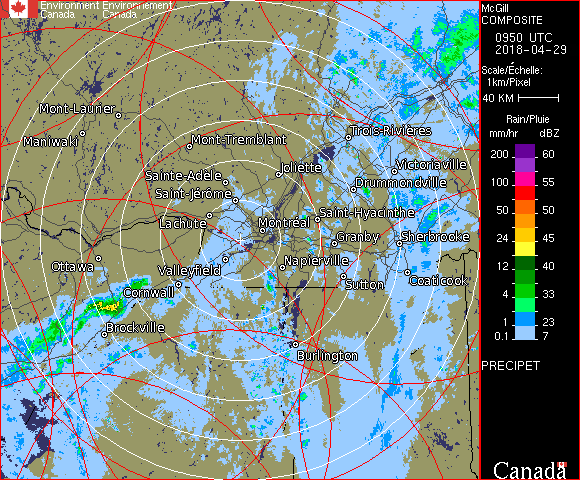 Environment Environnement
Canada Canada
McGill
COMPOSITE
0950 UTC
2018-04-29
Scale/Échelle:
1km/Pixel
40 KM
Rain/Pluie
mm/hr dBZ
200 60
100 55
50 50
24 45
12 40
4 33
2 23
0.1 7
PRECIPET
Canada
Mont-Laurier
Maniwaki
Mont-Tremblant
Trois-Rivières
Sainte-Adèle
Joliette
Victoriaville
Saint-Jérôme
Drummondville
Lachute
Montréal
Saint-Hyacinthe
Granby
Sherbrooke
Ottawa
Valleyfield
Napierville
Cornwall
Sutton
Coaticook
Brockville
Burlington